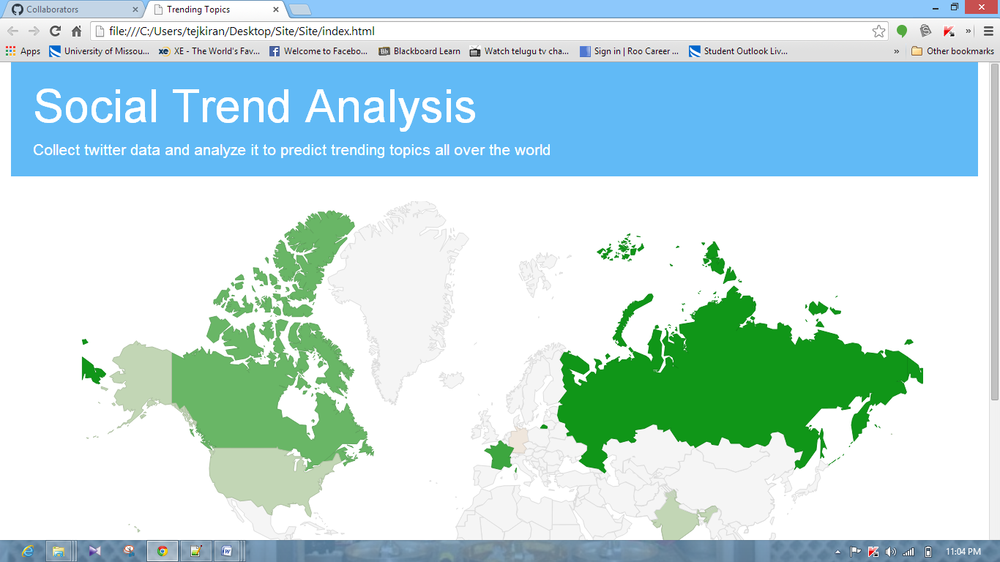 Collaborators
Trending Topics
file:///C:/Users/tejkiran/Desktop/Site/Site/index.html
Apps
University of Missou...
XE - The World's Fav...
Welcome to Facebo...
Bb
Blackboard Learn
Watch telugu tv cha...
Sign in | Roo Career ...
Student Outlook Liv...
»
Other bookmarks
Social Trend Analysis
Collect twitter data and analyze it to predict trending topics all over the world
11:04 PM